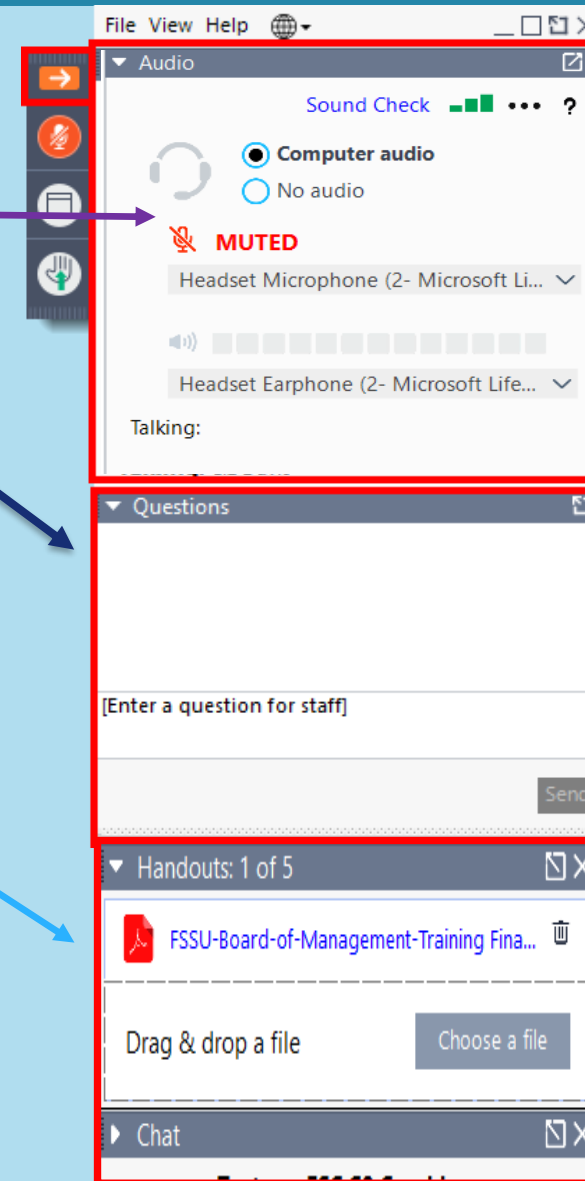 File View Help
Audio
Sound Check ?
Computer audio
No audio
MUTED
Headset Microphone (2- Microsoft Li...
Headset Earphone (2- Microsoft Life...
Talking:
Questions
[Enter a question for staff]
Send
Handouts: 1 of 5
FSSU-Board-of-Management-Training Fina...
Drag & drop a file
Choose a file
Chat